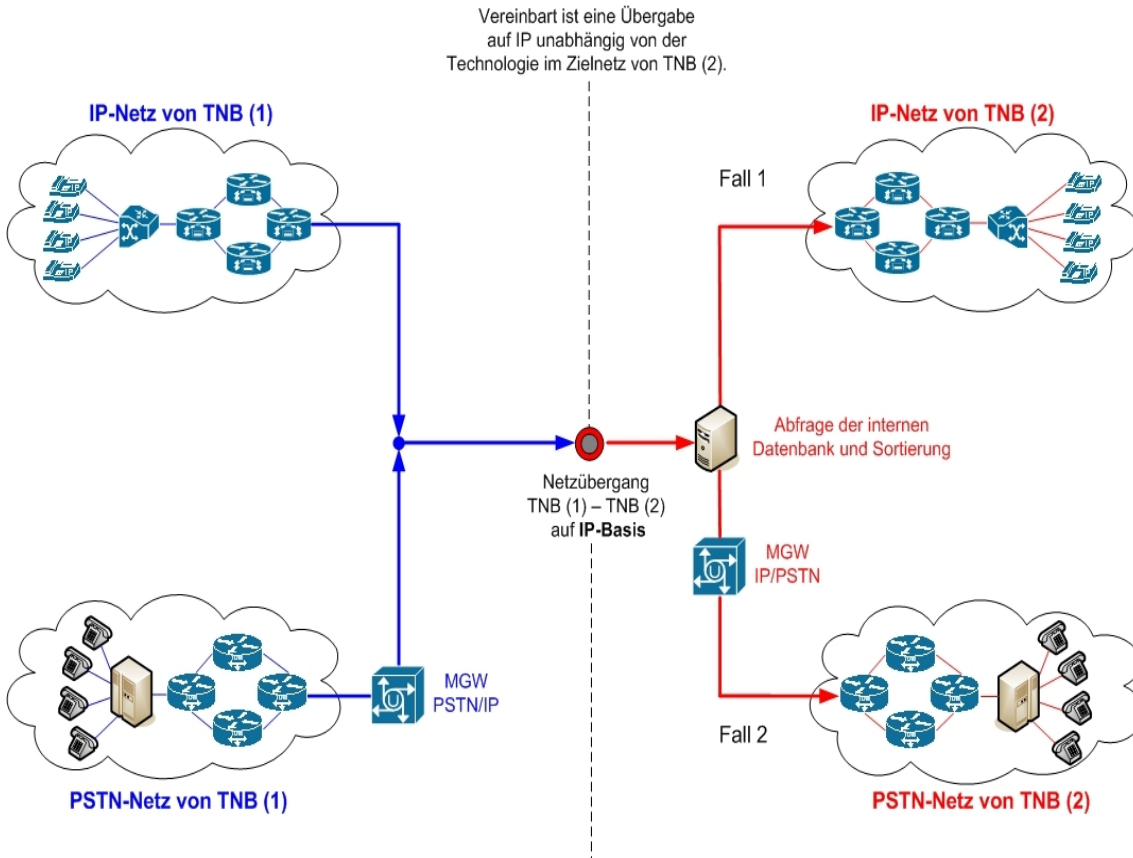 Vereinbart ist eine Übergabe
auf IP unabhängig von der
Technologie im Zielnetz von TNB (2).
IP-Netz von TNB (1)
IP-Netz von TNB (2)
Fall 1
Abfrage der internen
Datenbank und Sortierung
Netzübergang
TNB (1) – TNB (2)
auf IP-Basis
MGW
IP/PSTN
MGW
PSTN/IP
Fall 2
PSTN-Netz von TNB (1)
PSTN-Netz von TNB (2)